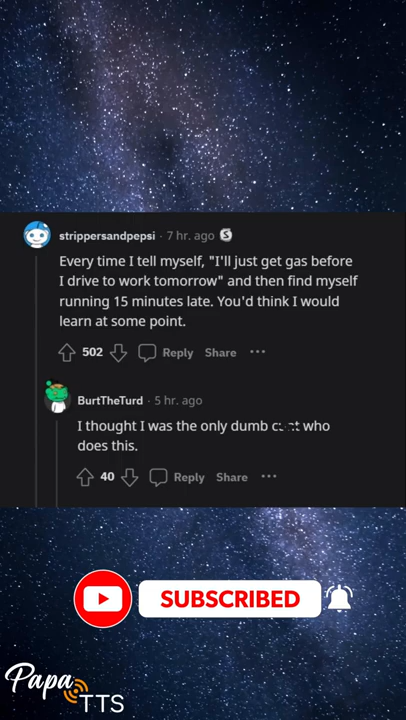 strippersandpepsi · 7 hr. ago
Every time I tell myself, "I'll just get gas before
I drive to work tomorrow" and then find myself
running 15 minutes late. You'd think I would
learn at some point.
502 Reply Share ...
BurtTheTurd · 5 hr. ago
I thought I was the only dumb who
does this.
40 Reply Share ...
SUBSCRIBED
Papa
TTS